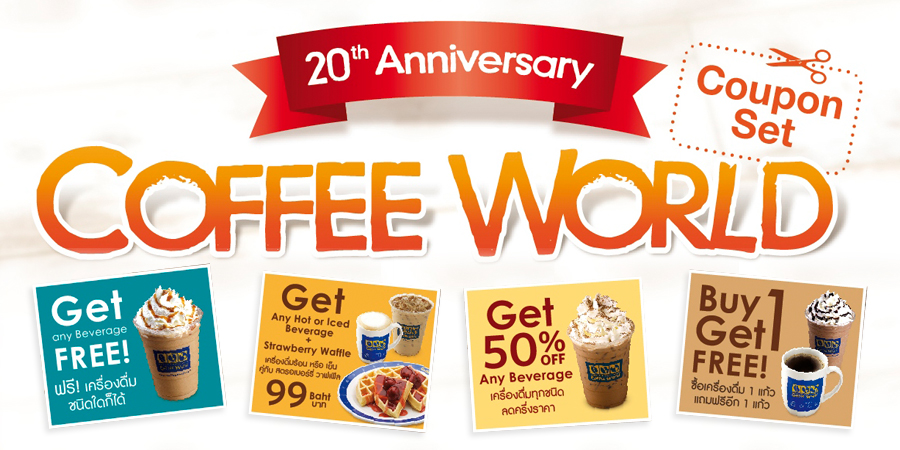 20th Anniversary
Coupon
Set
COFFEE WORLD
Get
any Beverage
FREE!
ฟรี! เครื่องดื่ม
ชนิดใดก็ได้
Get
Any Hot or Iced
Beverage
+
Strawberry Waffle
เครื่องดื่มร้อน หรือ เย็น
คู่กับ สตรอเบอร์รี่ วาฟเฟิล
99 Baht
บาท
Get
50% OFF
Any Beverage
เครื่องดื่มทุกชนิด
ลดครึ่งราคา
Buy 1
Get 1
FREE!
ซื้อเครื่องดื่ม 1 แก้ว
แถมฟรีอีก 1 แก้ว